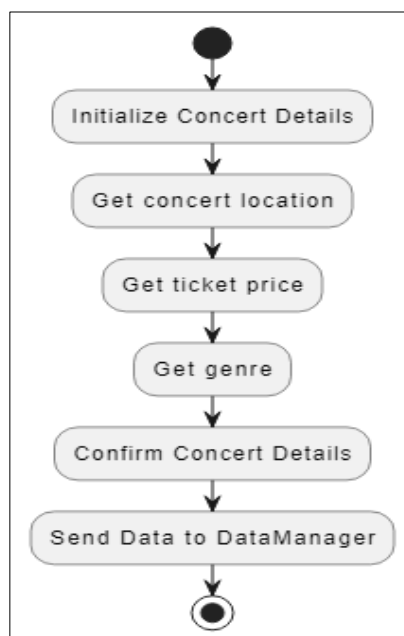 Initialize Concert Details
Get concert location
Get ticket price
Get genre
Confirm Concert Details
Send Data to DataManager